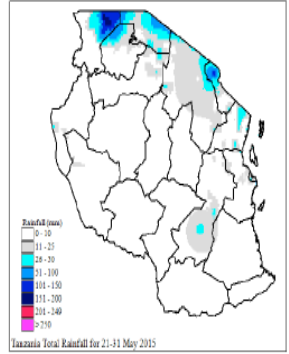 Rainfall (mm)
0 - 10
11 - 25
26 - 50
51 - 100
101 - 150
151 - 200
201 - 249
> 250
Tanzania Total Rainfall for 21-31 May 2015